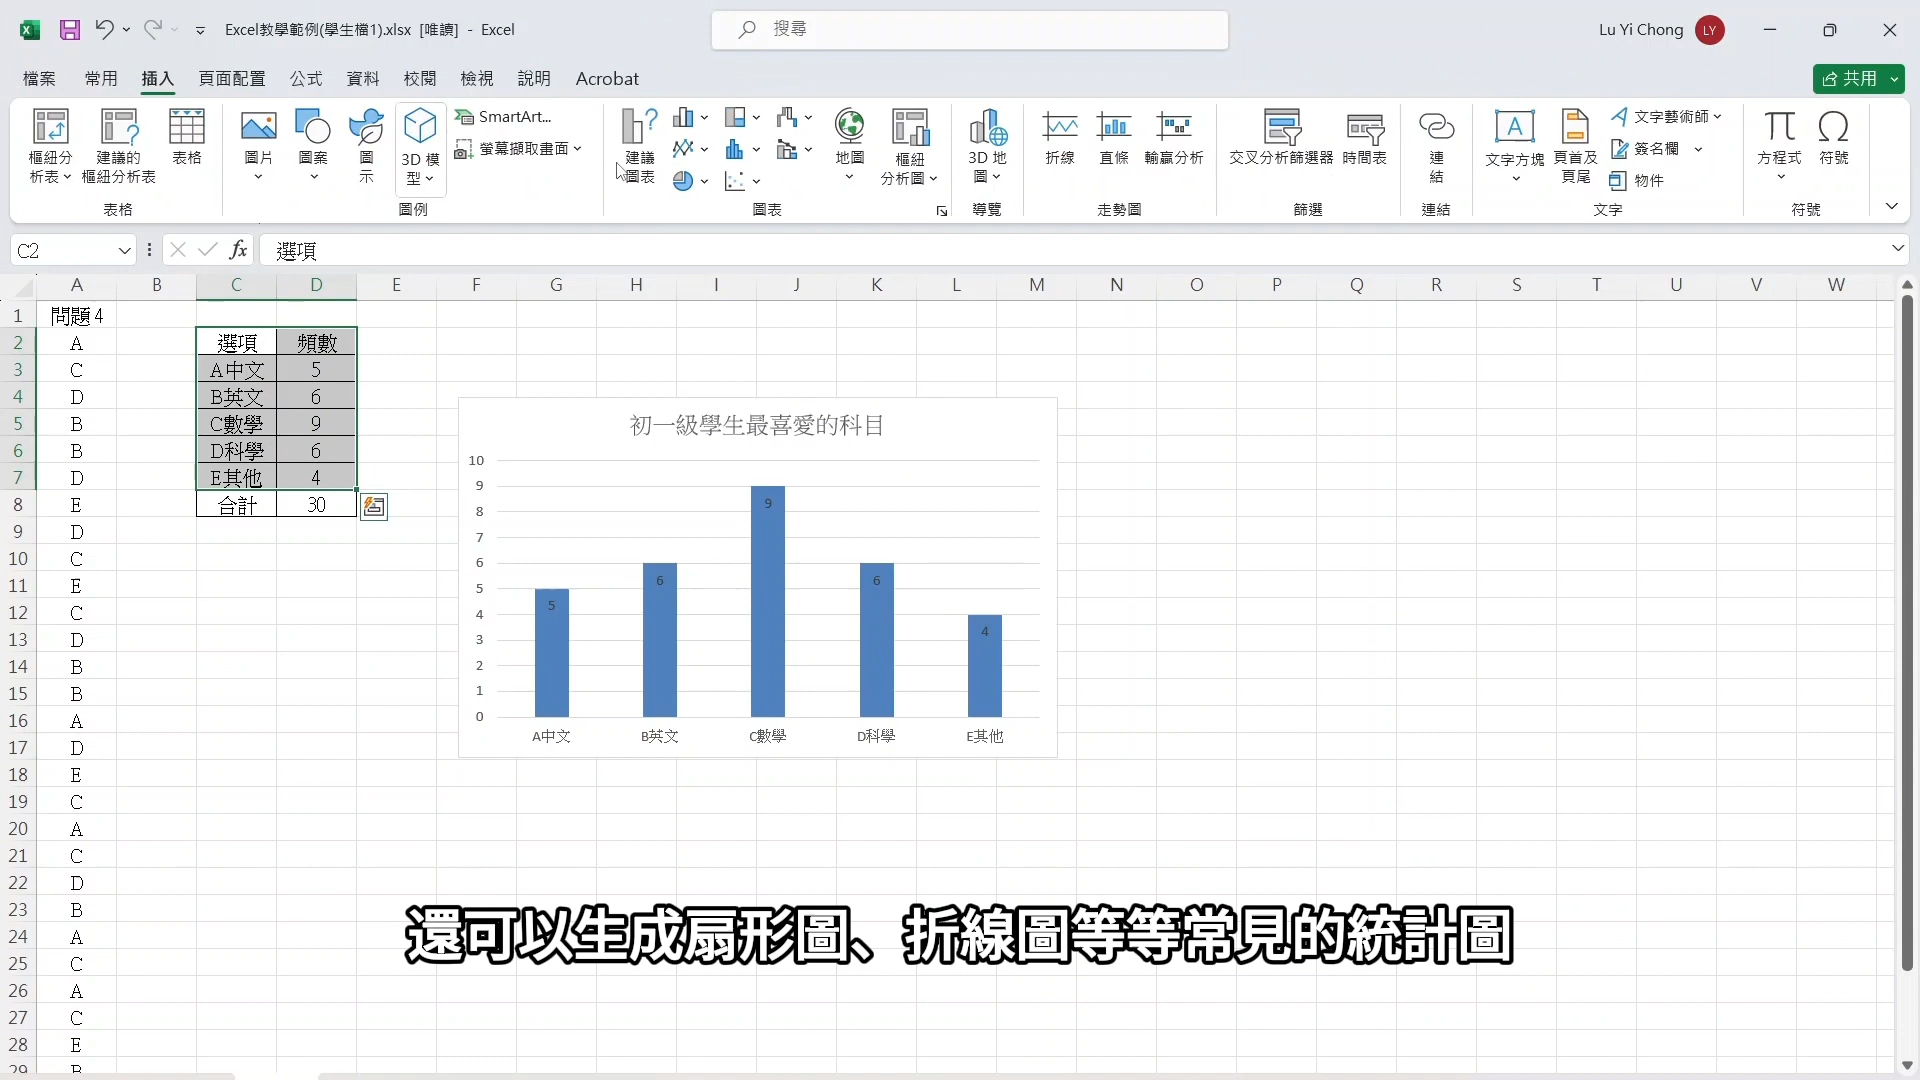 Excel教學範例(學生檔1).xlsx [唯讀] - Excel
搜尋
Lu Yi Chong
LY
檔案 常用 插入 頁面配置 公式 資料 校閱 檢視 說明 Acrobat
共用
樞紐分析表
建議的樞紐分析表
表格
圖片
圖案
圖示
3D 模型
SmartArt...
螢幕擷取畫面
建議圖表
地圖
樞紐分析圖
3D 地圖
折線
直條
輸贏分析
交叉分析篩選器
時間表
連結
文字方塊
頁首及頁尾
文字藝術師
簽名欄
物件
方程式
符號
表格 圖例 圖表 導覽 走勢圖 篩選 連結 文字 符號
C2
fx
選項
A B C D E F G H I J K L M N O P Q R S T U V W
1 問題 4
2 A 選項 頻數
3 C A中文 5
4 D B英文 6
5 B C數學 9
6 B D科學 6
7 D E其他 4
8 E 合計 30
9 D
10 C
11 E
12 C
13 D
14 B
15 B
16 A
17 D
18 E
19 C
20 A
21 C
22 D
23 B
24 A
25 C
26 A
27 C
28 E
29 B
初一級學生最喜愛的科目
10
9
8
7
6
5
4
3
2
1
0
5 6 9 6 4
A中文 B英文 C數學 D科學 E其他
還可以生成扇形圖、折線圖等等常見的統計圖